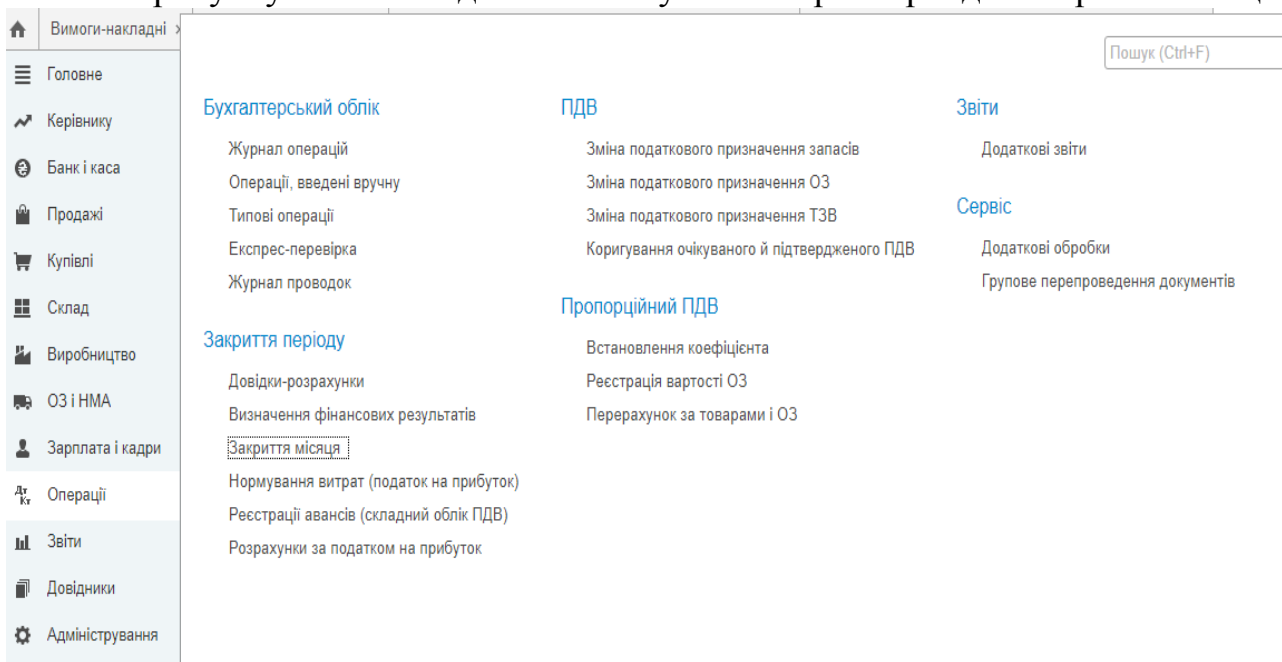 Вимоги-накладні
Пошук (Ctrl+F)
Головне
Керівнику
Банк і каса
Продажі
Купівлі
Склад
Виробництво
ОЗ і НМА
Зарплата і кадри
Дт Кт Операції
Звіти
Довідники
Адміністрування
Бухгалтерський облік
Журнал операцій
Операції, введені вручну
Типові операції
Експрес-перевірка
Журнал проводок
Закриття періоду
Довідки-розрахунки
Визначення фінансових результатів
Закриття місяця
Нормування витрат (податок на прибуток)
Реєстрації авансів (складний облік ПДВ)
Розрахунки за податком на прибуток
ПДВ
Зміна податкового призначення запасів
Зміна податкового призначення ОЗ
Зміна податкового призначення ТЗВ
Коригування очікуваного й підтвердженого ПДВ
Пропорційний ПДВ
Встановлення коефіцієнта
Реєстрація вартості ОЗ
Перерахунок за товарами і ОЗ
Звіти
Додаткові звіти
Сервіс
Додаткові обробки
Групове перепроведення документів